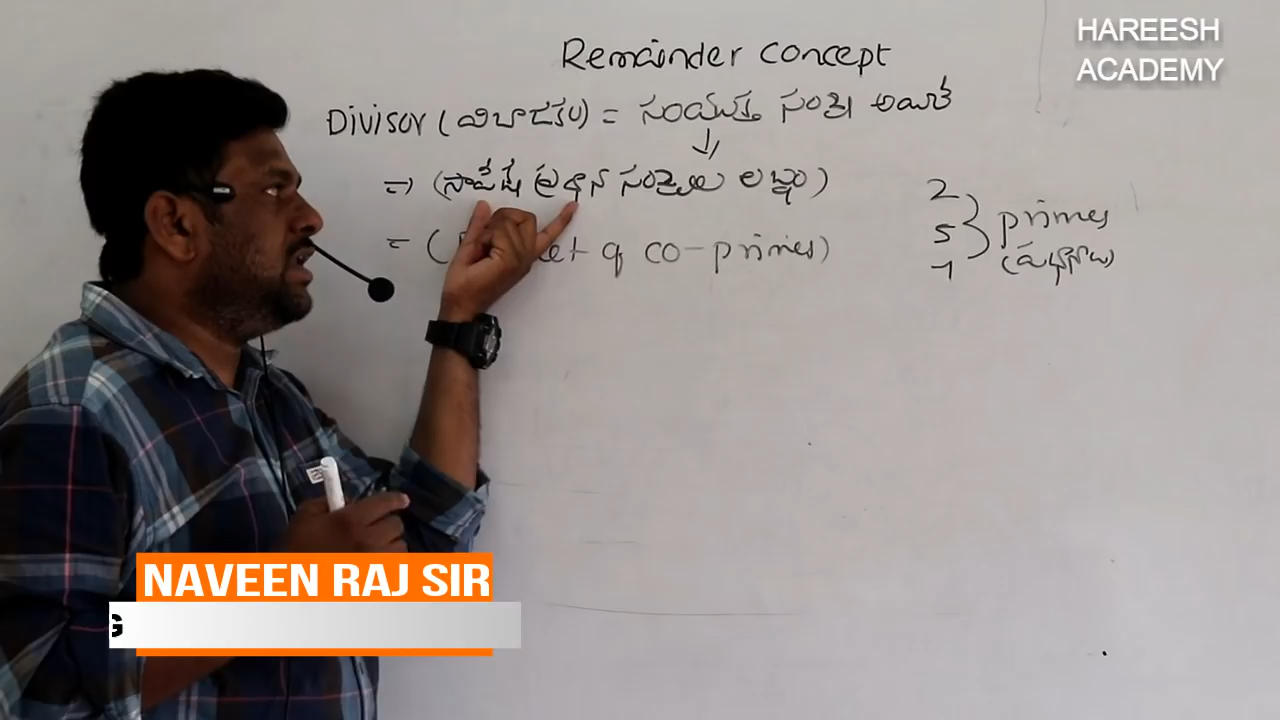 HAREESH
ACADEMY
Remainder concept
Divisor (విబాజకం) = సంయుక్త సంఖ్య అయితే
⇒ (సాపేక్ష ప్రధాన సంఖ్యల లబ్దం)
= ( of co-primes)
2
5 primes
7 (ప్రధానాలు)
NAVEEN RAJ SIR
G